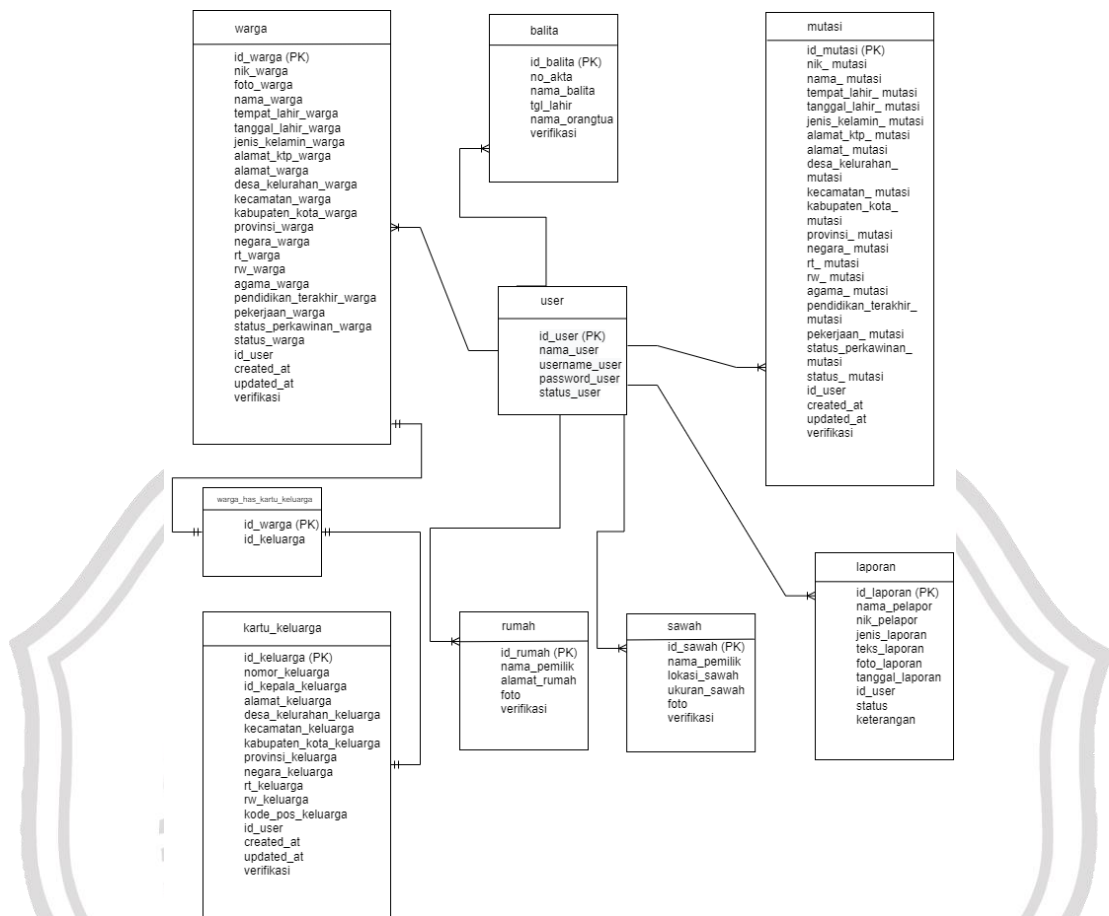 warga
id_warga (PK)
nik_warga
foto_warga
nama_warga
tempat_lahir_warga
tanggal_lahir_warga
jenis_kelamin_warga
alamat_ktp_warga
alamat_warga
desa_kelurahan_warga
kecamatan_warga
kabupaten_kota_warga
provinsi_warga
negara_warga
rt_warga
rw_warga
agama_warga
pendidikan_terakhir_warga
pekerjaan_warga
status_perkawinan_warga
status_warga
id_user
created_at
updated_at
verifikasi
balita
id_balita (PK)
no_akta
nama_balita
tgl_lahir
nama_orangtua
verifikasi
mutasi
id_mutasi (PK)
nik_ mutasi
nama_ mutasi
tempat_lahir_ mutasi
tanggal_lahir_ mutasi
jenis_kelamin_ mutasi
alamat_ktp_ mutasi
alamat_ mutasi
desa_kelurahan_
mutasi
kecamatan_ mutasi
kabupaten_kota_
mutasi
provinsi_ mutasi
negara_ mutasi
rt_ mutasi
rw_ mutasi
agama_ mutasi
pendidikan_terakhir_
mutasi
pekerjaan_ mutasi
status_perkawinan_
mutasi
status_ mutasi
id_user
created_at
updated_at
verifikasi
user
id_user (PK)
nama_user
username_user
password_user
status_user
warga_has_kartu_keluarga
id_warga (PK)
id_keluarga
kartu_keluarga
id_keluarga (PK)
nomor_keluarga
id_kepala_keluarga
alamat_keluarga
desa_kelurahan_keluarga
kecamatan_keluarga
kabupaten_kota_keluarga
provinsi_keluarga
negara_keluarga
rt_keluarga
rw_keluarga
kode_pos_keluarga
id_user
created_at
updated_at
verifikasi
rumah
id_rumah (PK)
nama_pemilik
alamat_rumah
foto
verifikasi
sawah
id_sawah (PK)
nama_pemilik
lokasi_sawah
ukuran_sawah
foto
verifikasi
laporan
id_laporan (PK)
nama_pelapor
nik_pelapor
jenis_laporan
teks_laporan
foto_laporan
tanggal_laporan
id_user
status
keterangan